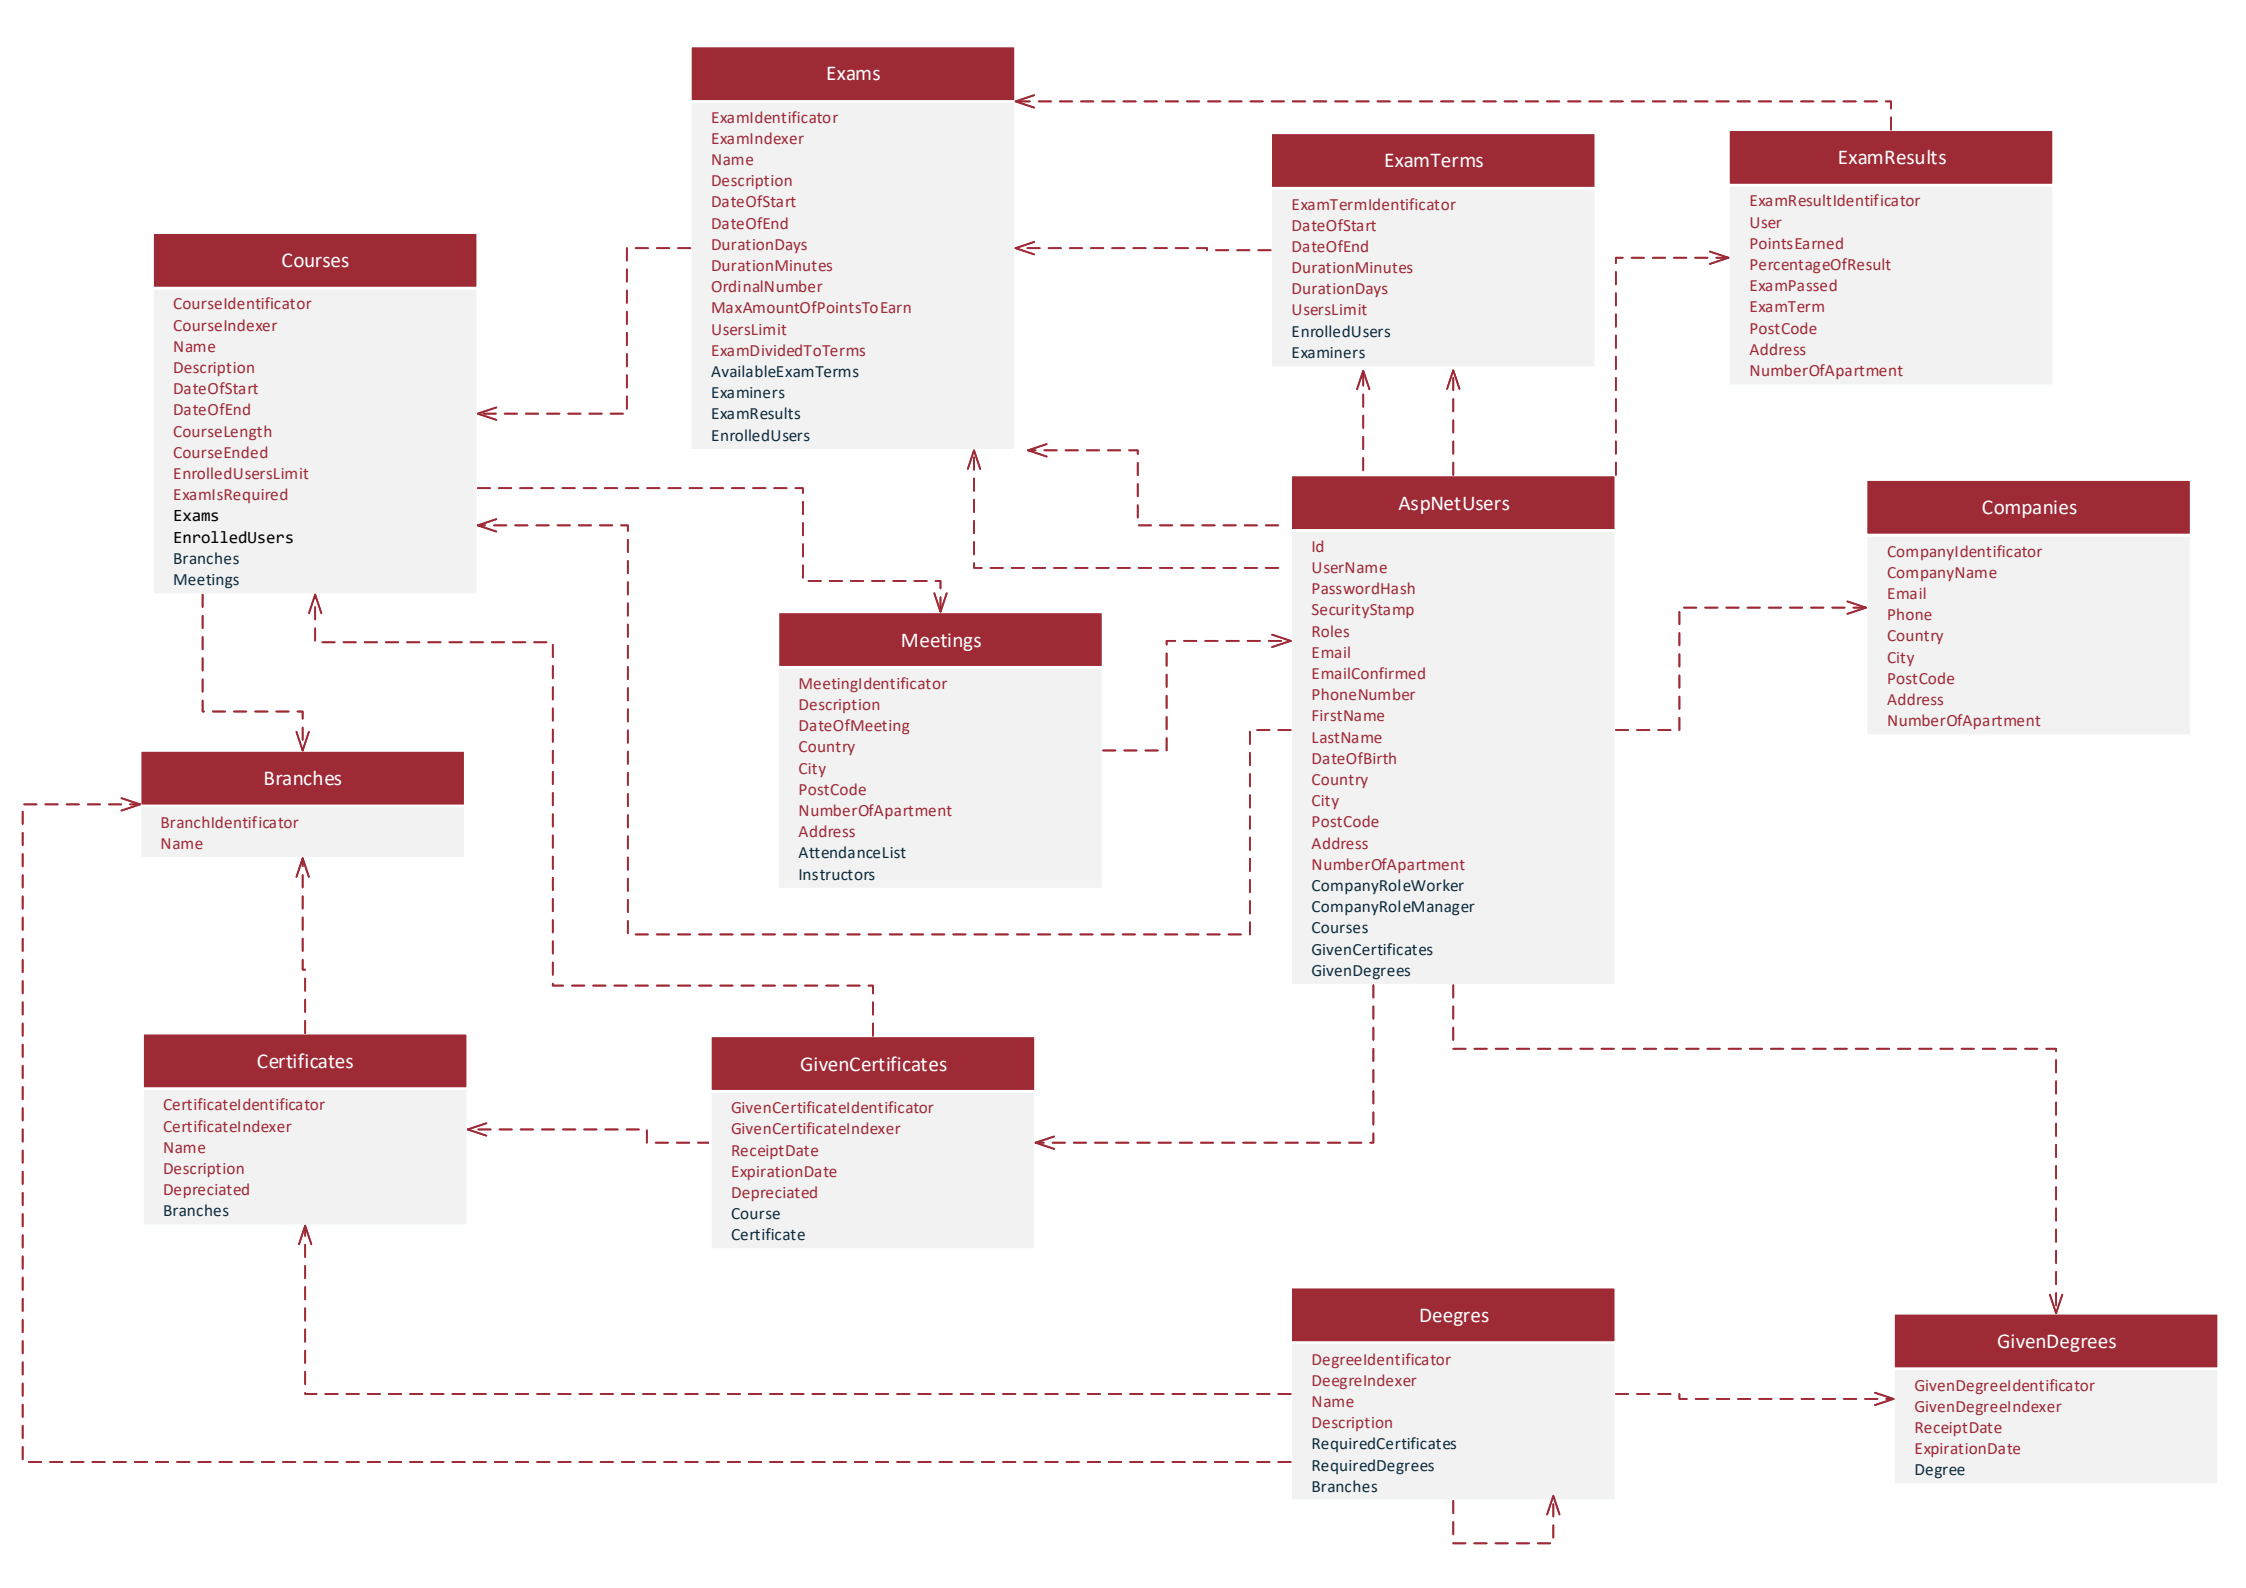 Exams
ExamIdentificator
ExamIndexer
Name
Description
DateOfStart
DateOfEnd
DurationDays
DurationMinutes
OrdinalNumber
MaxAmountOfPointsToEarn
UsersLimit
ExamDividedToTerms
AvailableExamTerms
Examiners
ExamResults
EnrolledUsers
ExamTerms
ExamTermIdentificator
DateOfStart
DateOfEnd
DurationMinutes
DurationDays
UsersLimit
EnrolledUsers
Examiners
ExamResults
ExamResultIdentificator
User
PointsEarned
PercentageOfResult
ExamPassed
ExamTerm
PostCode
Address
NumberOfApartment
Courses
CourseIdentificator
CourseIndexer
Name
Description
DateOfStart
DateOfEnd
CourseLength
CourseEnded
EnrolledUsersLimit
ExamIsRequired
Exams
EnrolledUsers
Branches
Meetings
AspNetUsers
Id
UserName
PasswordHash
SecurityStamp
Roles
Email
EmailConfirmed
PhoneNumber
FirstName
LastName
DateOfBirth
Country
City
PostCode
Address
NumberOfApartment
CompanyRoleWorker
CompanyRoleManager
Courses
GivenCertificates
GivenDegrees
Companies
CompanyIdentificator
CompanyName
Email
Phone
Country
City
PostCode
Address
NumberOfApartment
Meetings
MeetingIdentificator
Description
DateOfMeeting
Country
City
PostCode
NumberOfApartment
Address
AttendanceList
Instructors
Branches
BranchIdentificator
Name
Certificates
CertificateIdentificator
CertificateIndexer
Name
Description
Depreciated
Branches
GivenCertificates
GivenCertificateIdentificator
GivenCertificateIndexer
ReceiptDate
ExpirationDate
Depreciated
Course
Certificate
Deegres
DegreeIdentificator
DeegreIndexer
Name
Description
RequiredCertificates
RequiredDegrees
Branches
GivenDegrees
GivenDegreeIdentificator
GivenDegreeIndexer
ReceiptDate
ExpirationDate
Degree